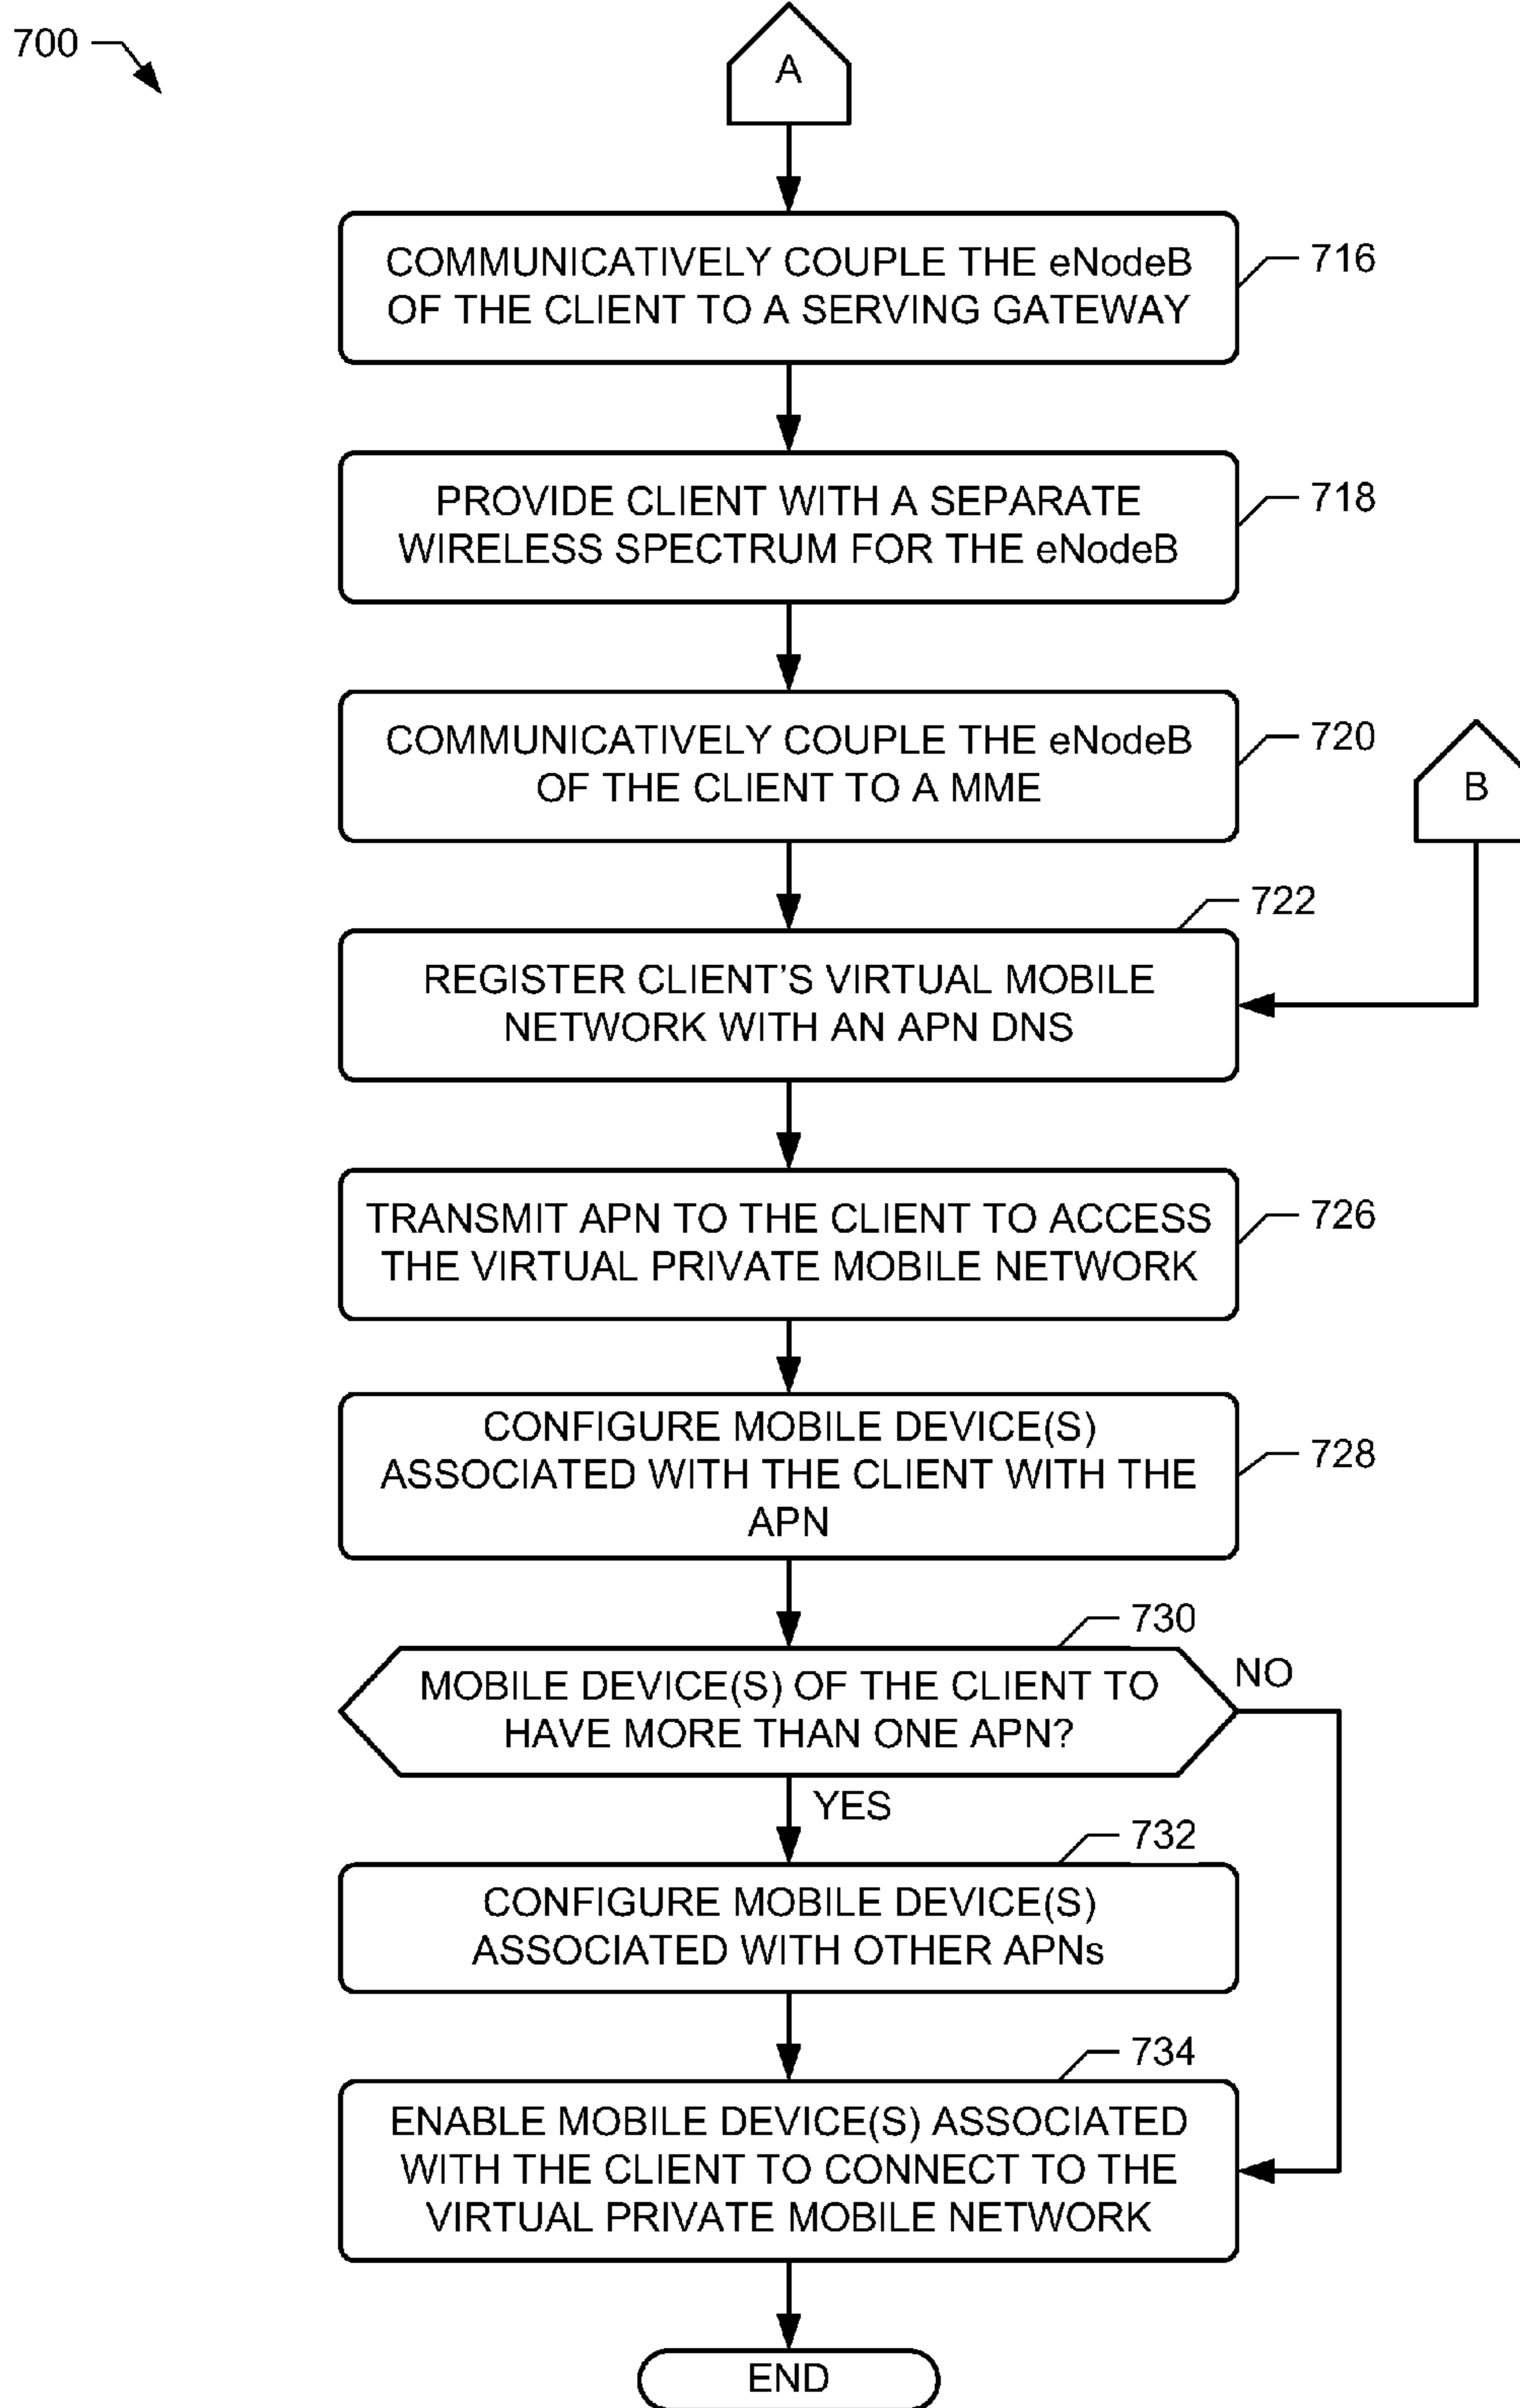 700
A
COMMUNICATIVELY COUPLE THE eNodeB
OF THE CLIENT TO A SERVING GATEWAY
716
PROVIDE CLIENT WITH A SEPARATE
WIRELESS SPECTRUM FOR THE eNodeB
718
COMMUNICATIVELY COUPLE THE eNodeB
OF THE CLIENT TO A MME
720
B
722
REGISTER CLIENT'S VIRTUAL MOBILE
NETWORK WITH AN APN DNS
TRANSMIT APN TO THE CLIENT TO ACCESS
THE VIRTUAL PRIVATE MOBILE NETWORK
726
CONFIGURE MOBILE DEVICE(S)
ASSOCIATED WITH THE CLIENT WITH THE
APN
728
730
MOBILE DEVICE(S) OF THE CLIENT TO
HAVE MORE THAN ONE APN?
NO
YES
732
CONFIGURE MOBILE DEVICE(S)
ASSOCIATED WITH OTHER APNs
734
ENABLE MOBILE DEVICE(S) ASSOCIATED
WITH THE CLIENT TO CONNECT TO THE
VIRTUAL PRIVATE MOBILE NETWORK
END